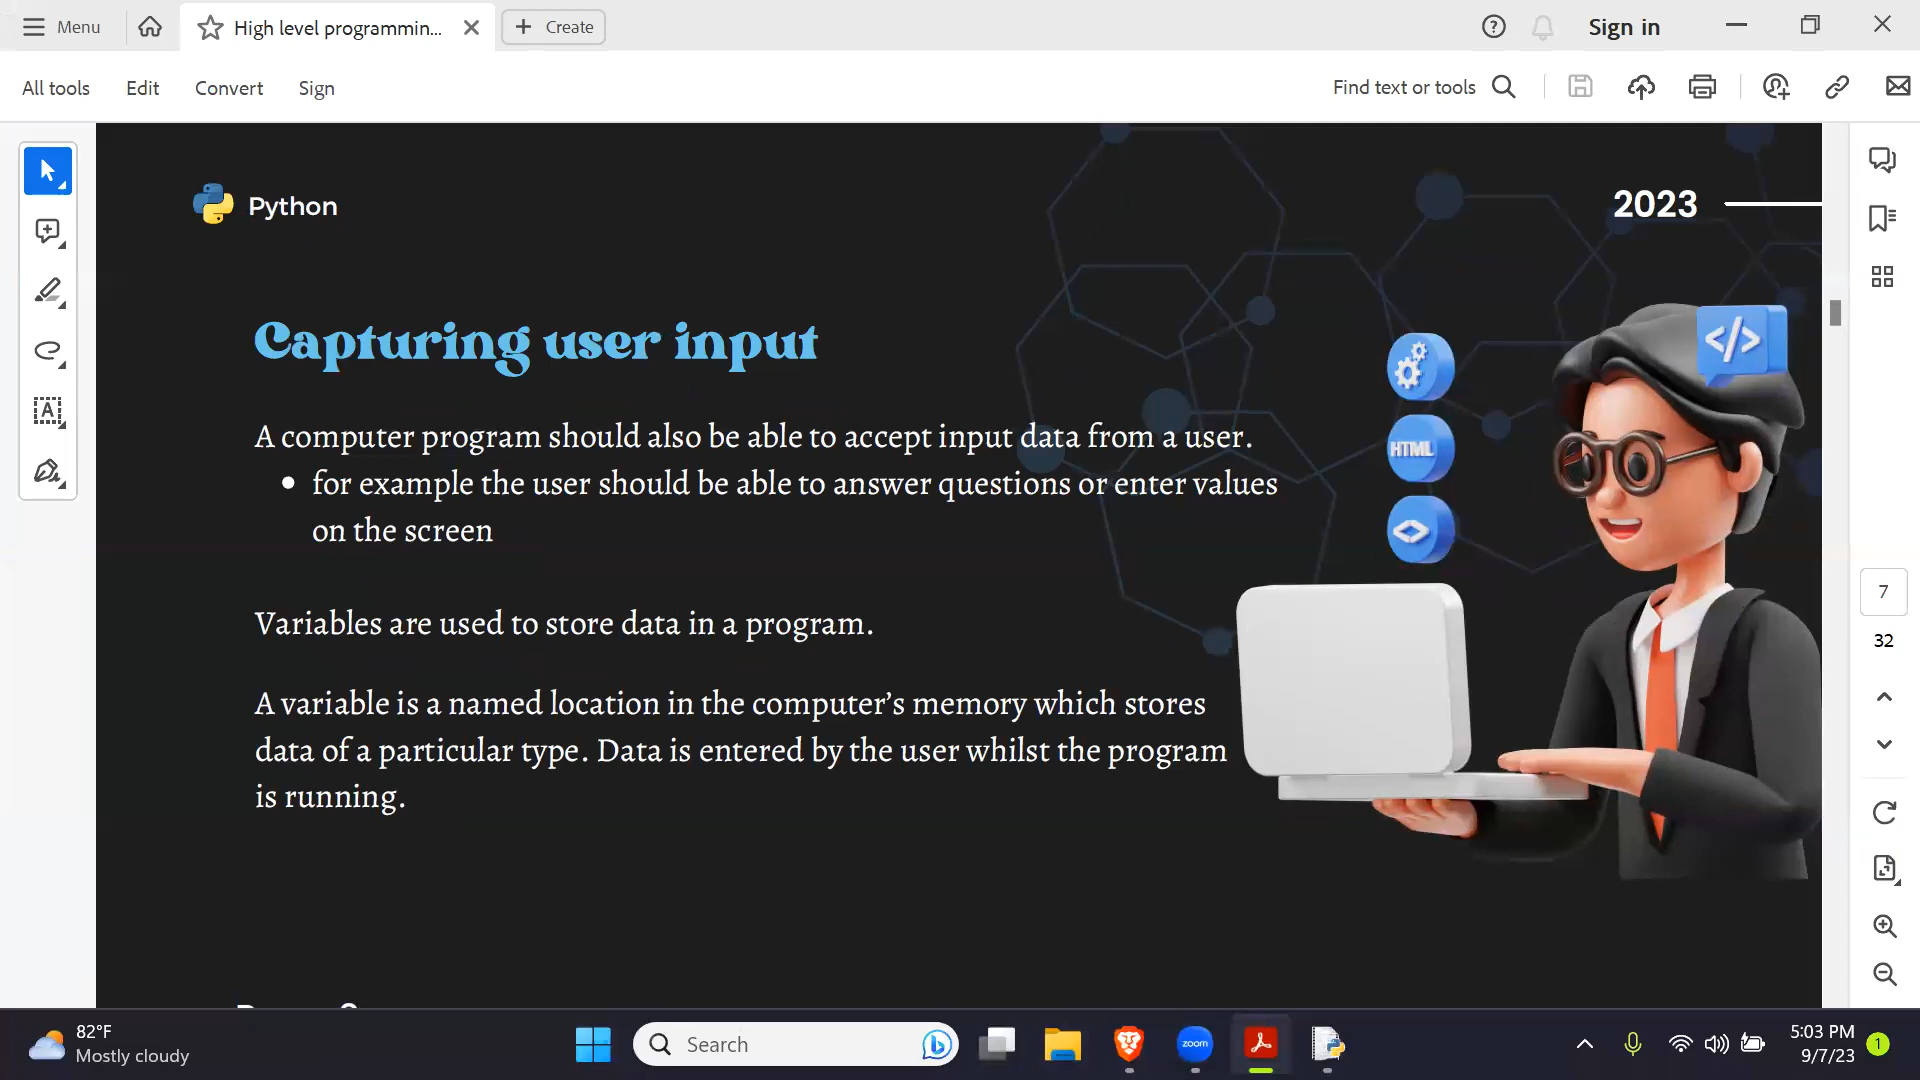 Menu
High level programmin...
Create
Sign in
All tools
Edit
Convert
Sign
Find text or tools
Python
2023
Capturing user input
A computer program should also be able to accept input data from a user.
for example the user should be able to answer questions or enter values
on the screen
HTML
</>
Variables are used to store data in a program.
A variable is a named location in the computer's memory which stores
data of a particular type. Data is entered by the user whilst the program
is running.
7
32
82°F
Mostly cloudy
Search
zoom
5:03 PM
9/7/23
1